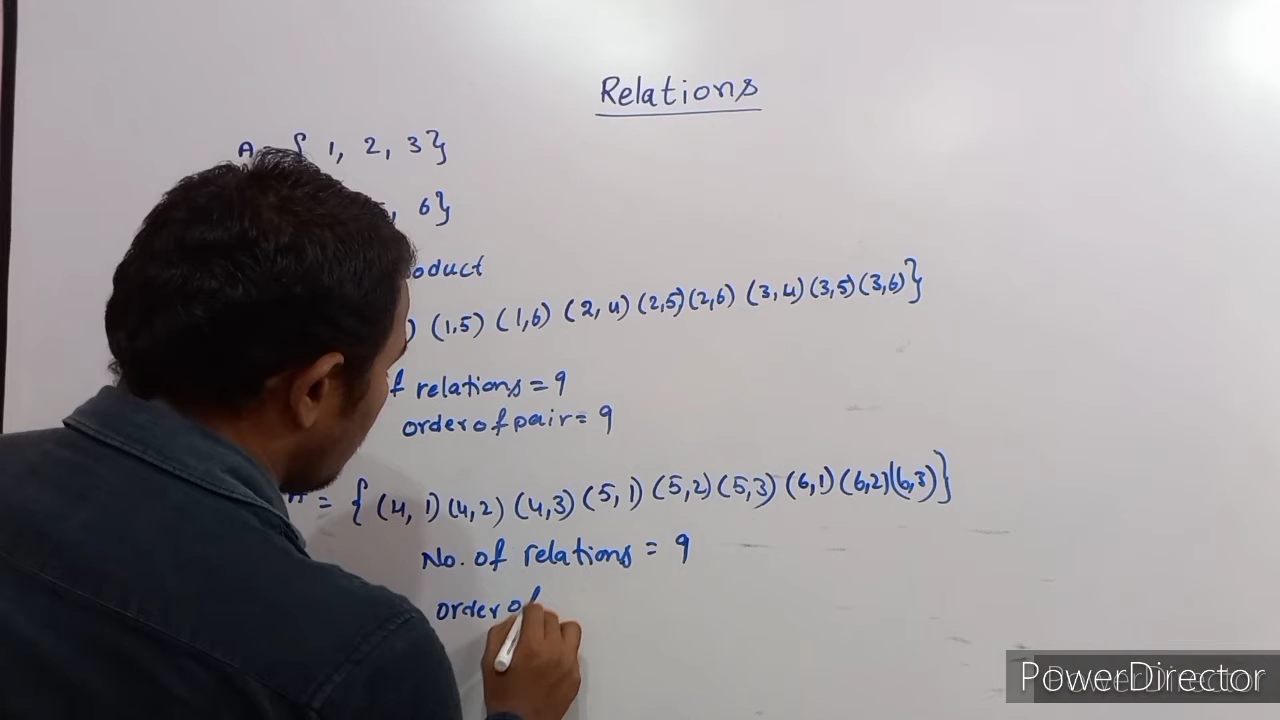 Relations
A { 1, 2, 3}
, 6}
oduct
) (1,5) (1,6) (2,4) (2,5) (2,6) (3,4) (3,5) (3,6)}
f relations = 9
order of pair = 9
= { (4,1) (4,2) (4,3) (5,1) (5,2) (5,3) (6,1) (6,2) (6,3)}
No. of relations = 9
order of
PowerDirector